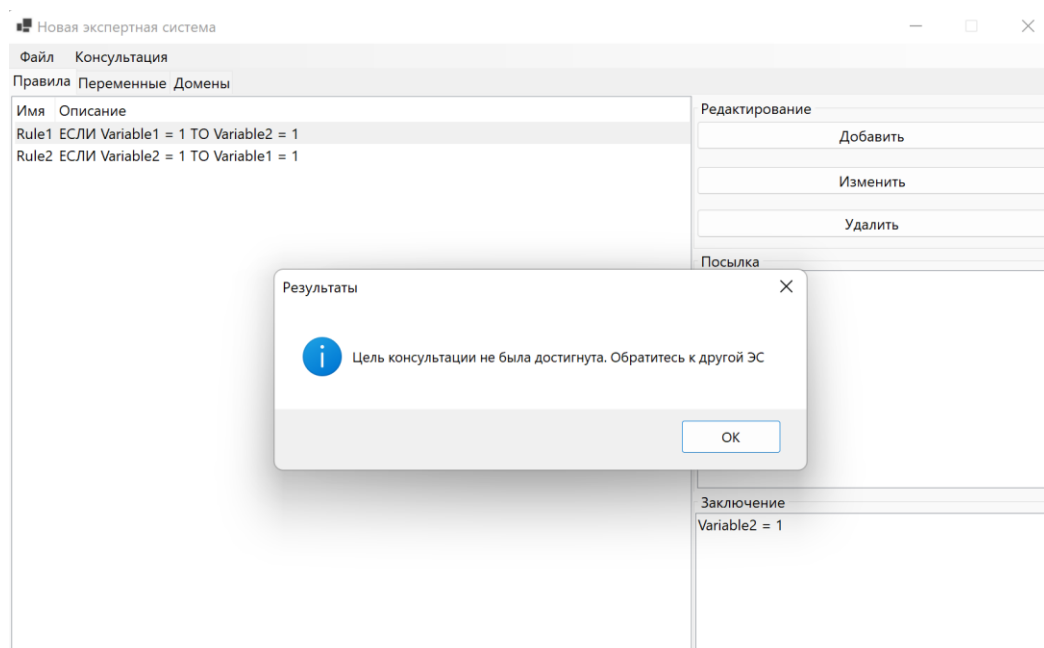 Новая экспертная система
Файл Консультация
Правила Переменные Домены
Имя Описание
Rule1 ЕСЛИ Variable1 = 1 ТО Variable2 = 1
Rule2 ЕСЛИ Variable2 = 1 ТО Variable1 = 1
Редактирование
Добавить
Изменить
Удалить
Посылка
Результаты
Цель консультации не была достигнута. Обратитесь к другой ЭС
ОК
Заключение
Variable2 = 1